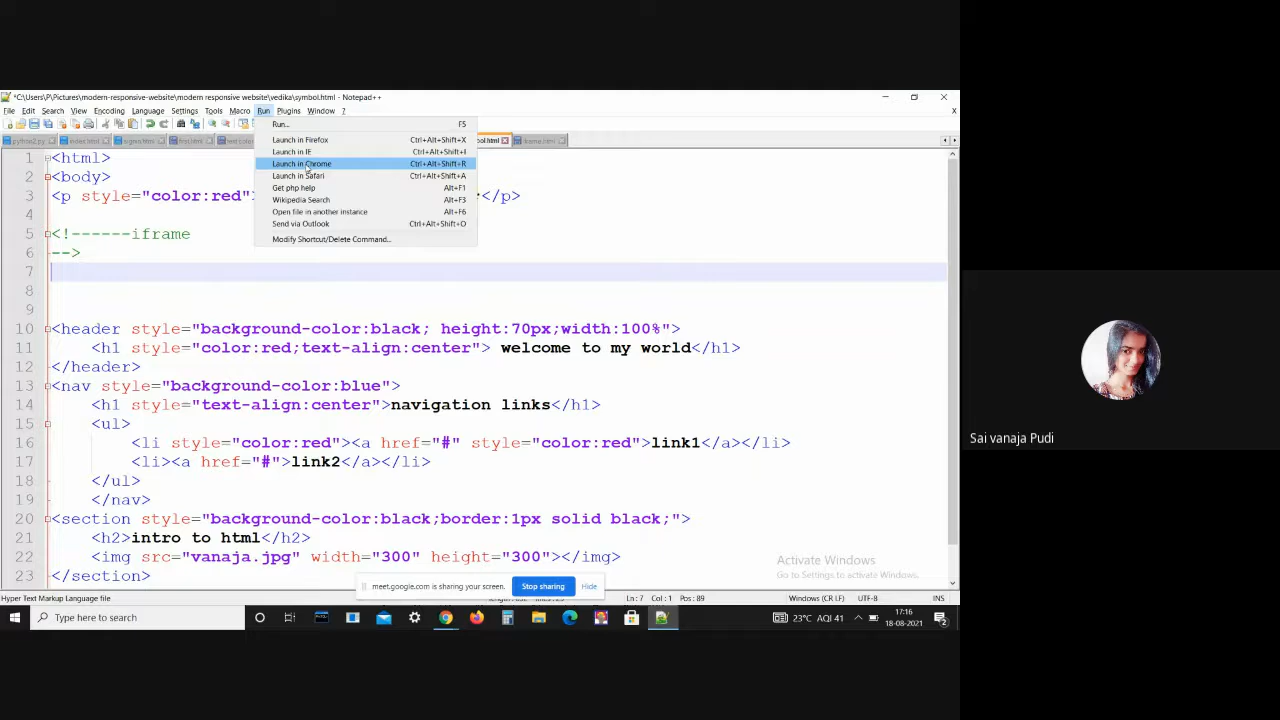 *C:\Users\P\Pictures\modern-responsive-website\modern responsive website\vedika\symbol.html - Notepad++
File Edit Search View Encoding Language Settings Tools Macro Run Plugins Window ?
Run... F5
Launch in Firefox Ctrl+Alt+Shift+X
Launch in IE Ctrl+Alt+Shift+I
Launch in Chrome Ctrl+Alt+Shift+R
Launch in Safari Ctrl+Alt+Shift+A
Get php help Alt+F1
Wikipedia Search Alt+F3
Open file in another instance Alt+F6
Send via Outlook Ctrl+Alt+Shift+O
Modify Shortcut/Delete Command...
1 <html>
2 <body>
3 <p style="color:red" </p>
4
5 <!------iframe
6 -->
7
8
9
10 <header style="background-color:black; height:70px;width:100%">
11 <h1 style="color:red;text-align:center"> welcome to my world</h1>
12 </header>
13 <nav style="background-color:blue">
14 <h1 style="text-align:center">navigation links</h1>
15 <ul>
16 <li style="color:red"><a href="#" style="color:red">link1</a></li>
17 <li><a href="#">link2</a></li>
18 </ul>
19 </nav>
20 <section style="background-color:black;border:1px solid black;">
21 <h2>intro to html</h2>
22 <img src="vanaja.jpg" width="300" height="300"></img>
23 </section>
Activate Windows
Go to Settings to activate Windows.
meet.google.com is sharing your screen. Stop sharing Hide
Hyper Text Markup Language file Ln:7 Col:1 Pos:89 Windows (CR LF) UTF-8 INS
Type here to search 23°C AQI 41 17:16
18-08-2021 2
Sai vanaja Pudi